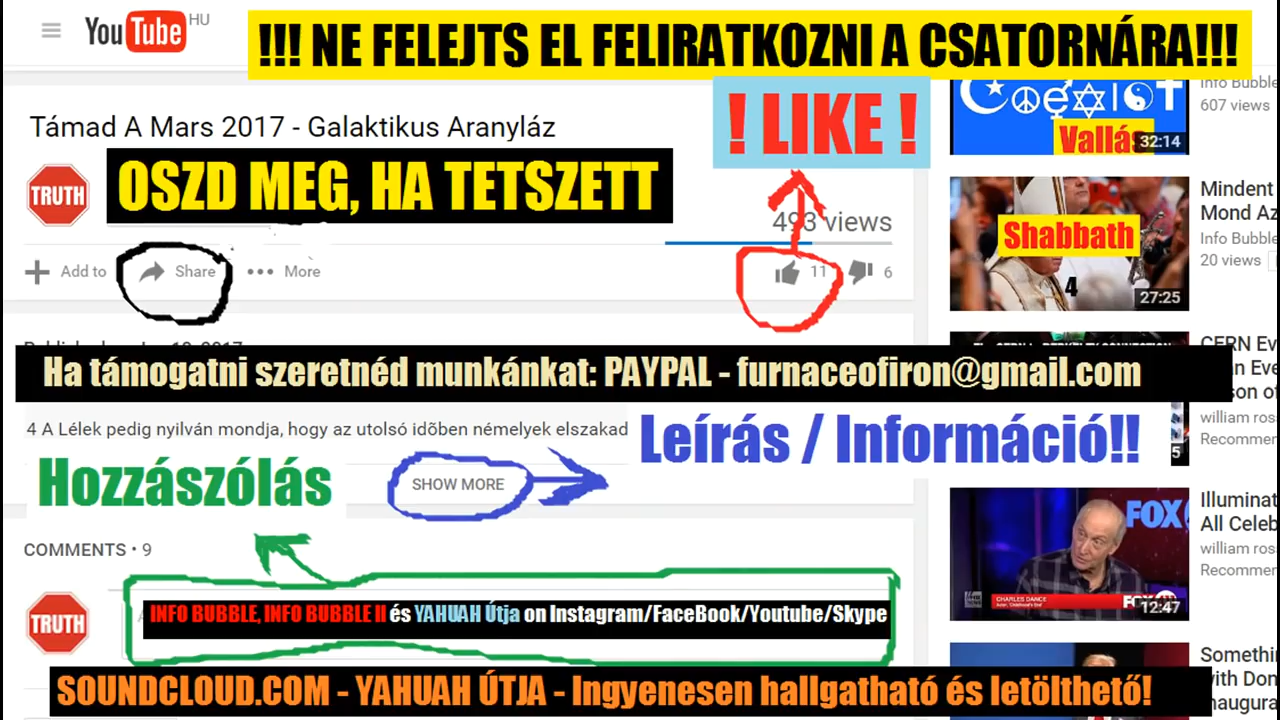 YouTube HU
!!! NE FELEJTS EL FELIRATKOZNI A CSATORNÁRA!!!
Támad A Mars 2017 - Galaktikus Aranyláz
! LIKE !
TRUTH
OSZD MEG, HA TETSZETT
493 views
Add to
Share
More
11
6
Ha támogatni szeretnéd munkánkat: PAYPAL - furnaceofiron@gmail.com
4 A Lélek pedig nyilván mondja, hogy az utolsó időben némelyek elszakad
Leírás / Információ!!
Hozzászólás
SHOW MORE
COMMENTS • 9
TRUTH
INFO BUBBLE, INFO BUBBLE II és YAHUAH Útja on Instagram/FaceBook/Youtube/Skype
SOUNDCLOUD.COM - YAHUAH ÚTJA - Ingyenesen hallgatható és letölthető!
Vallás
32:14
Info Bubble
607 views
Shabbath
4
27:25
Mindent
Mond Az
Info Bubble
20 views
CERN Ev
william ros
Recommer
FOX
CHARLES DANCE
12:47
Illuminat
All Celeb
william ros
Recommer
Somethin
with Don